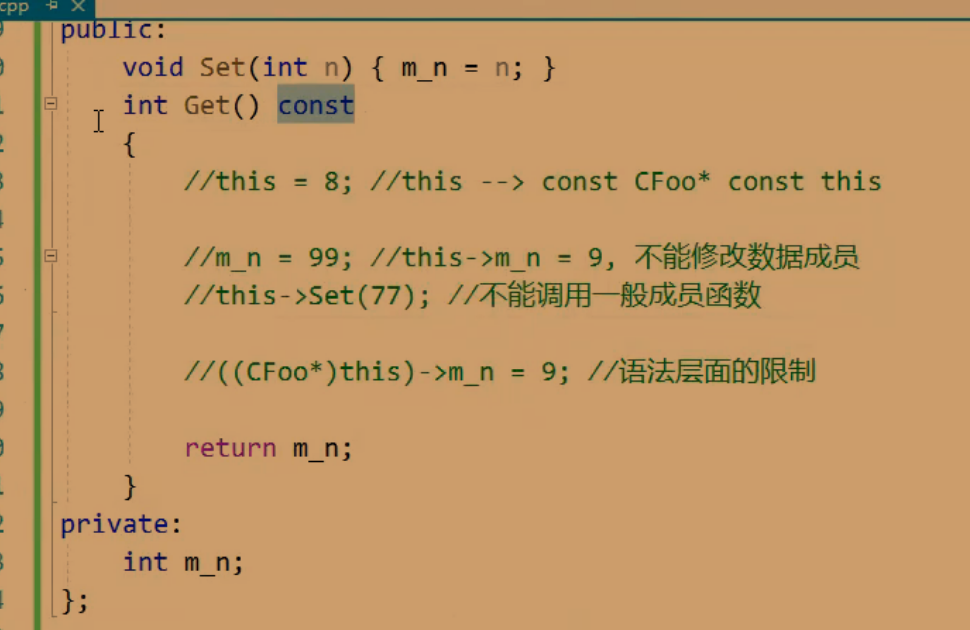 cpp
public:
void Set(int n) { m_n = n; }
int Get() const
{
//this = 8; //this --> const CFoo* const this
//m_n = 99; //this->m_n = 9, 不能修改数据成员
//this->Set(77); //不能调用一般成员函数
//((CFoo*)this)->m_n = 9; //语法层面的限制
return m_n;
}
private:
int m_n;
};